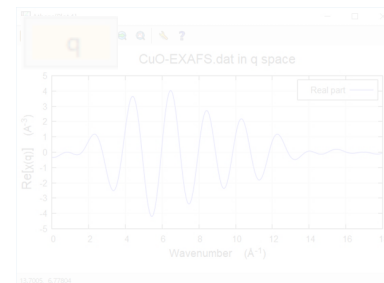 q
CuO-EXAFS.dat in q space
Real part
Re[χ(q)] (Å⁻³)
5
4
3
2
1
0
-1
-2
-3
-4
-5
0 2 4 6 8 10 12 14 16
Wavenumber (Å⁻¹)